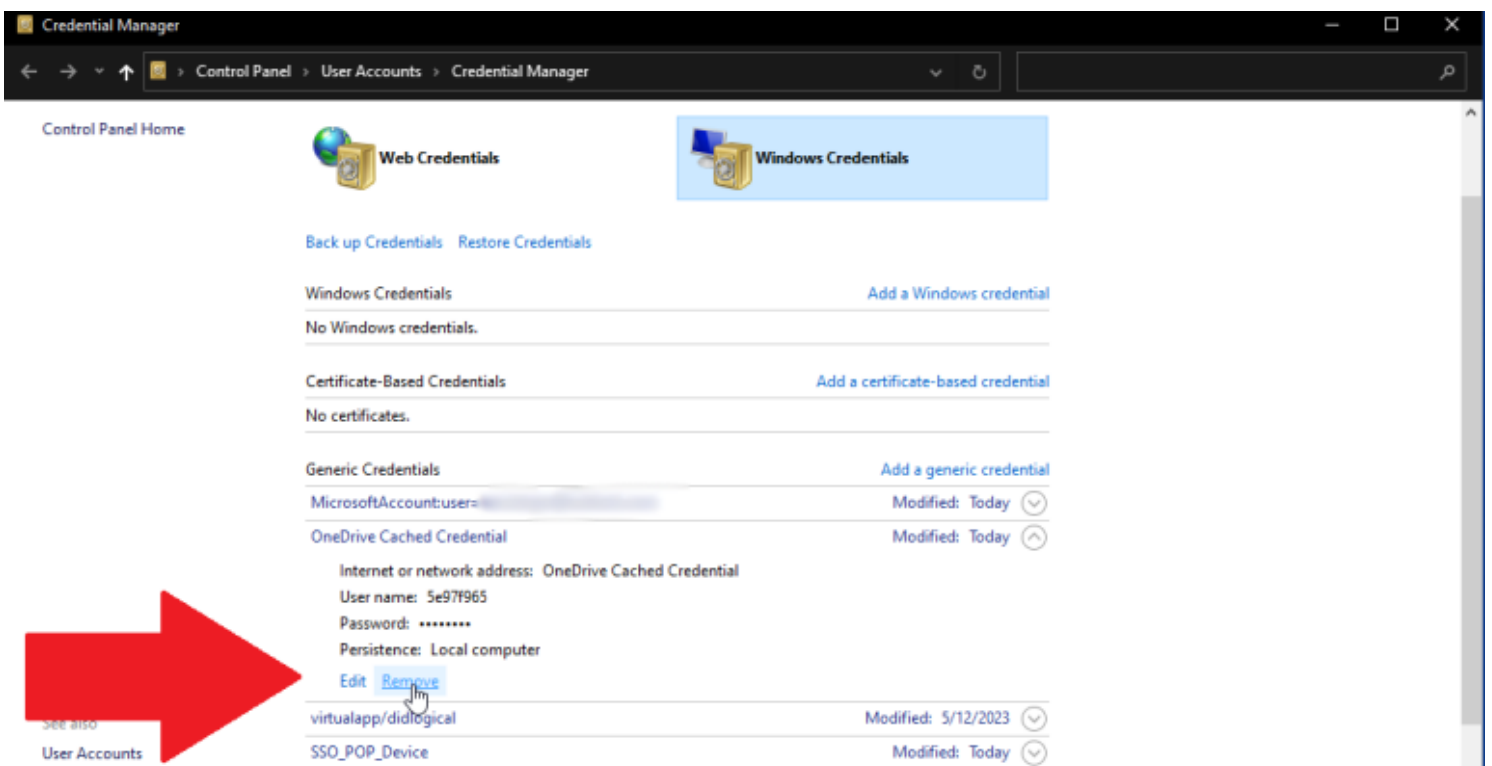 Credential Manager
Control Panel > User Accounts > Credential Manager
Control Panel Home
Web Credentials Windows Credentials
Back up Credentials Restore Credentials
Windows Credentials Add a Windows credential
No Windows credentials.
Certificate-Based Credentials Add a certificate-based credential
No certificates.
Generic Credentials Add a generic credential
MicrosoftAccount:user= Modified: Today
OneDrive Cached Credential Modified: Today
Internet or network address: OneDrive Cached Credential
User name: 5e97f965
Password: ••••••••
Persistence: Local computer
Edit Remove
See also
virtualapp/didlogical Modified: 5/12/2023
User Accounts
SSO_POP_Device Modified: Today